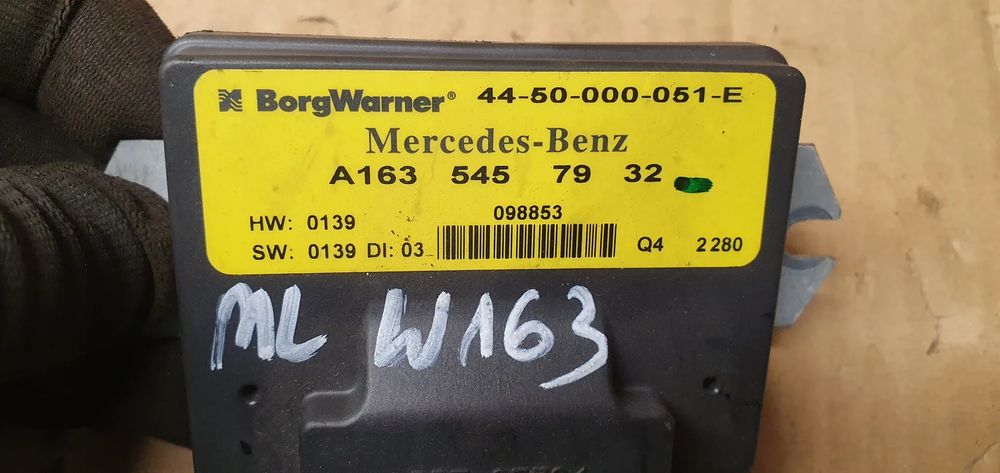 BorgWarner® 44-50-000-051-E
Mercedes-Benz
A163 545 79 32
098853
HW: 0139
SW: 0139 DI: 03
Q4 2280
ML W163